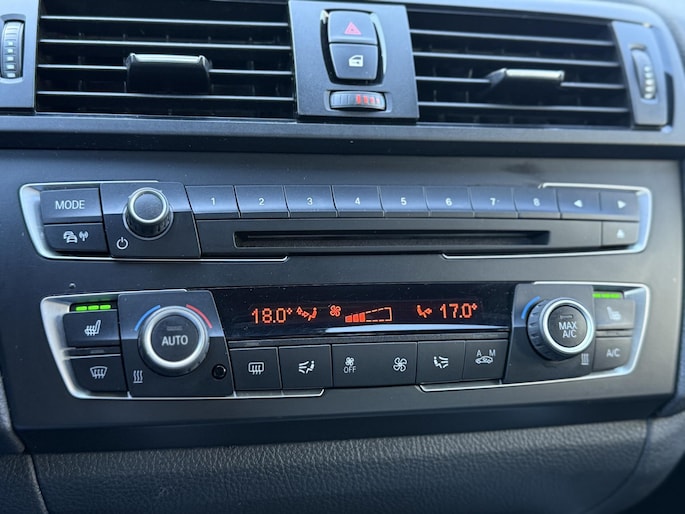 MODE 1 2 3 4 5 6 7 8
18.0° 17.0°
AUTO MAX A/C
OFF A M A/C